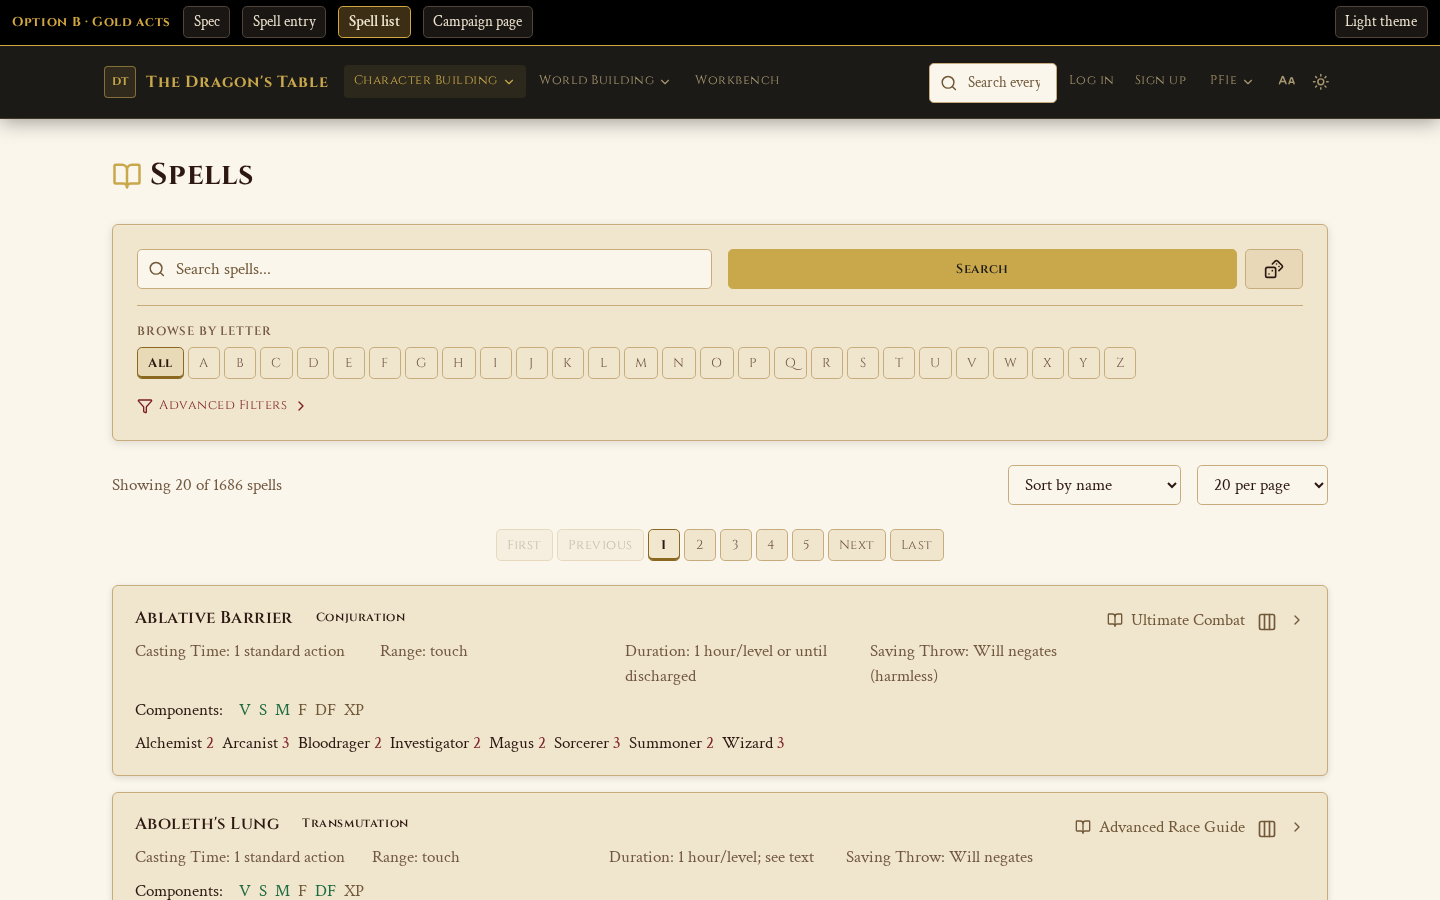 Option B · Gold acts Spec Spell entry Spell list Campaign page Light theme
DT The Dragon's Table Character Building World Building Workbench Search every Log in Sign up PFIe AA
Spells
Search spells... Search
Browse by letter
All A B C D E F G H I J K L M N O P Q R S T U V W X Y Z
Advanced Filters
Showing 20 of 1686 spells Sort by name 20 per page
First Previous 1 2 3 4 5 Next Last
Ablative Barrier Conjuration Ultimate Combat
Casting Time: 1 standard action Range: touch Duration: 1 hour/level or until discharged Saving Throw: Will negates (harmless)
Components: V S M F DF XP
Alchemist 2 Arcanist 3 Bloodrager 2 Investigator 2 Magus 2 Sorcerer 3 Summoner 2 Wizard 3
Aboleth's Lung Transmutation Advanced Race Guide
Casting Time: 1 standard action Range: touch Duration: 1 hour/level; see text Saving Throw: Will negates
Components: V S M F DF XP